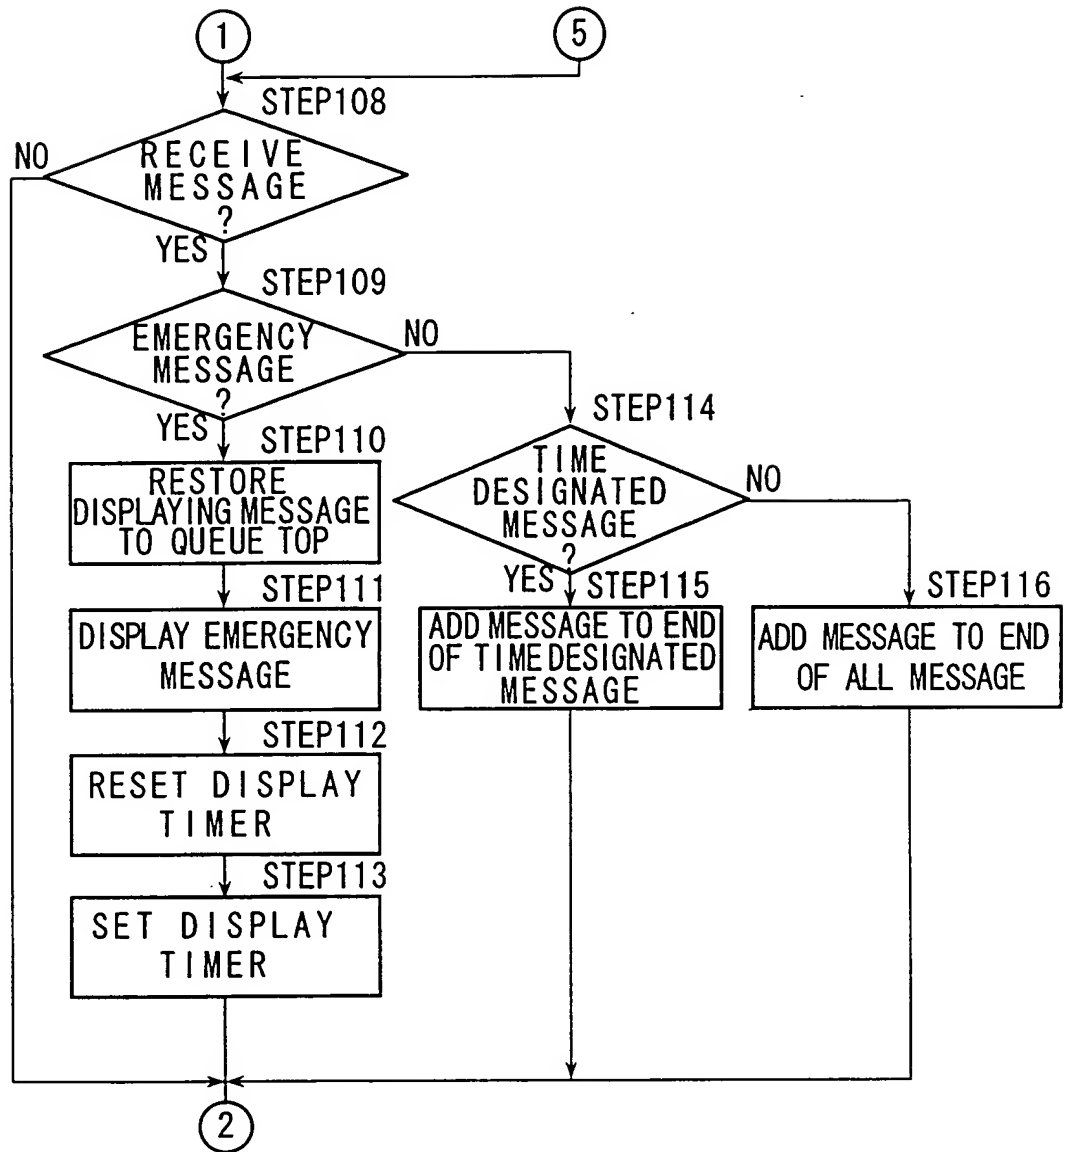 1
5
STEP108
NO
RECEIVE
MESSAGE
?
YES
STEP109
EMERGENCY
MESSAGE
?
NO
YES
STEP110
STEP114
RESTORE
DISPLAYING MESSAGE
TO QUEUE TOP
TIME
DESIGNATED
MESSAGE
?
NO
YES
STEP111
STEP115
STEP116
DISPLAY EMERGENCY
MESSAGE
ADD MESSAGE TO END
OF TIME DESIGNATED
MESSAGE
ADD MESSAGE TO END
OF ALL MESSAGE
STEP112
RESET DISPLAY
TIMER
STEP113
SET DISPLAY
TIMER
2